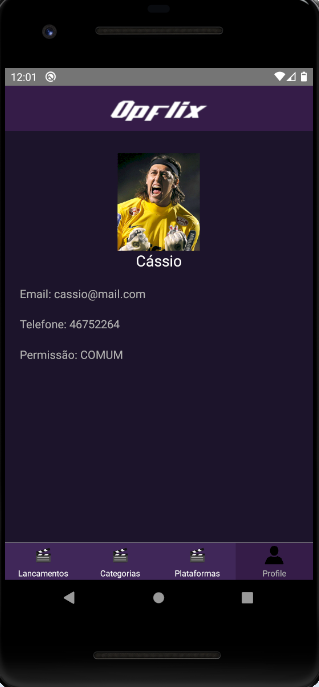 12:01
Opflix
Cássio
Email: cassio@mail.com
Telefone: 46752264
Permissão: COMUM
Lancamentos Categorias Plataformas Profile